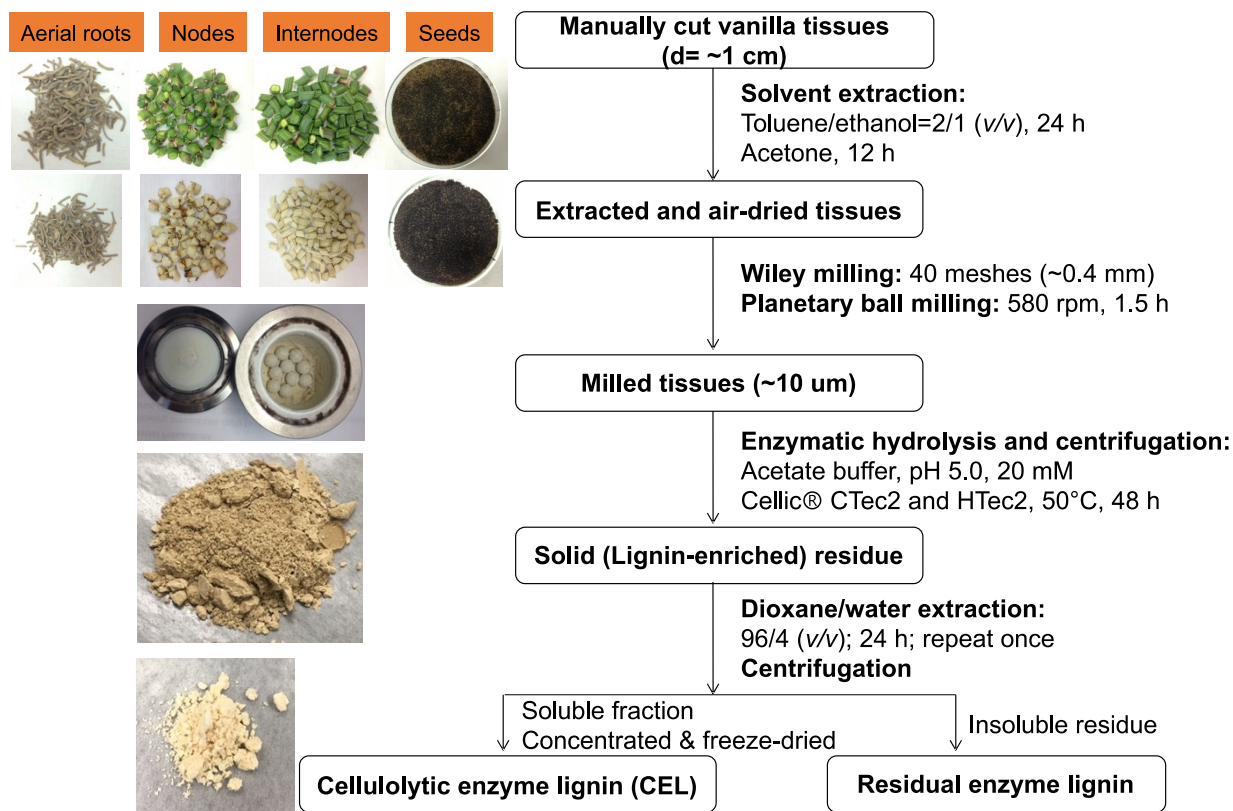 Aerial roots
Nodes
Internodes
Seeds
Manually cut vanilla tissues
(d= ~1 cm)
Solvent extraction:
Toluene/ethanol=2/1 (v/v), 24 h
Acetone, 12 h
Extracted and air-dried tissues
Wiley milling: 40 meshes (~0.4 mm)
Planetary ball milling: 580 rpm, 1.5 h
Milled tissues (~10 um)
Enzymatic hydrolysis and centrifugation:
Acetate buffer, pH 5.0, 20 mM
Cellic® CTec2 and HTec2, 50°C, 48 h
Solid (Lignin-enriched) residue
Dioxane/water extraction:
96/4 (v/v); 24 h; repeat once
Centrifugation
Soluble fraction
Concentrated & freeze-dried
Insoluble residue
Cellulolytic enzyme lignin (CEL)
Residual enzyme lignin